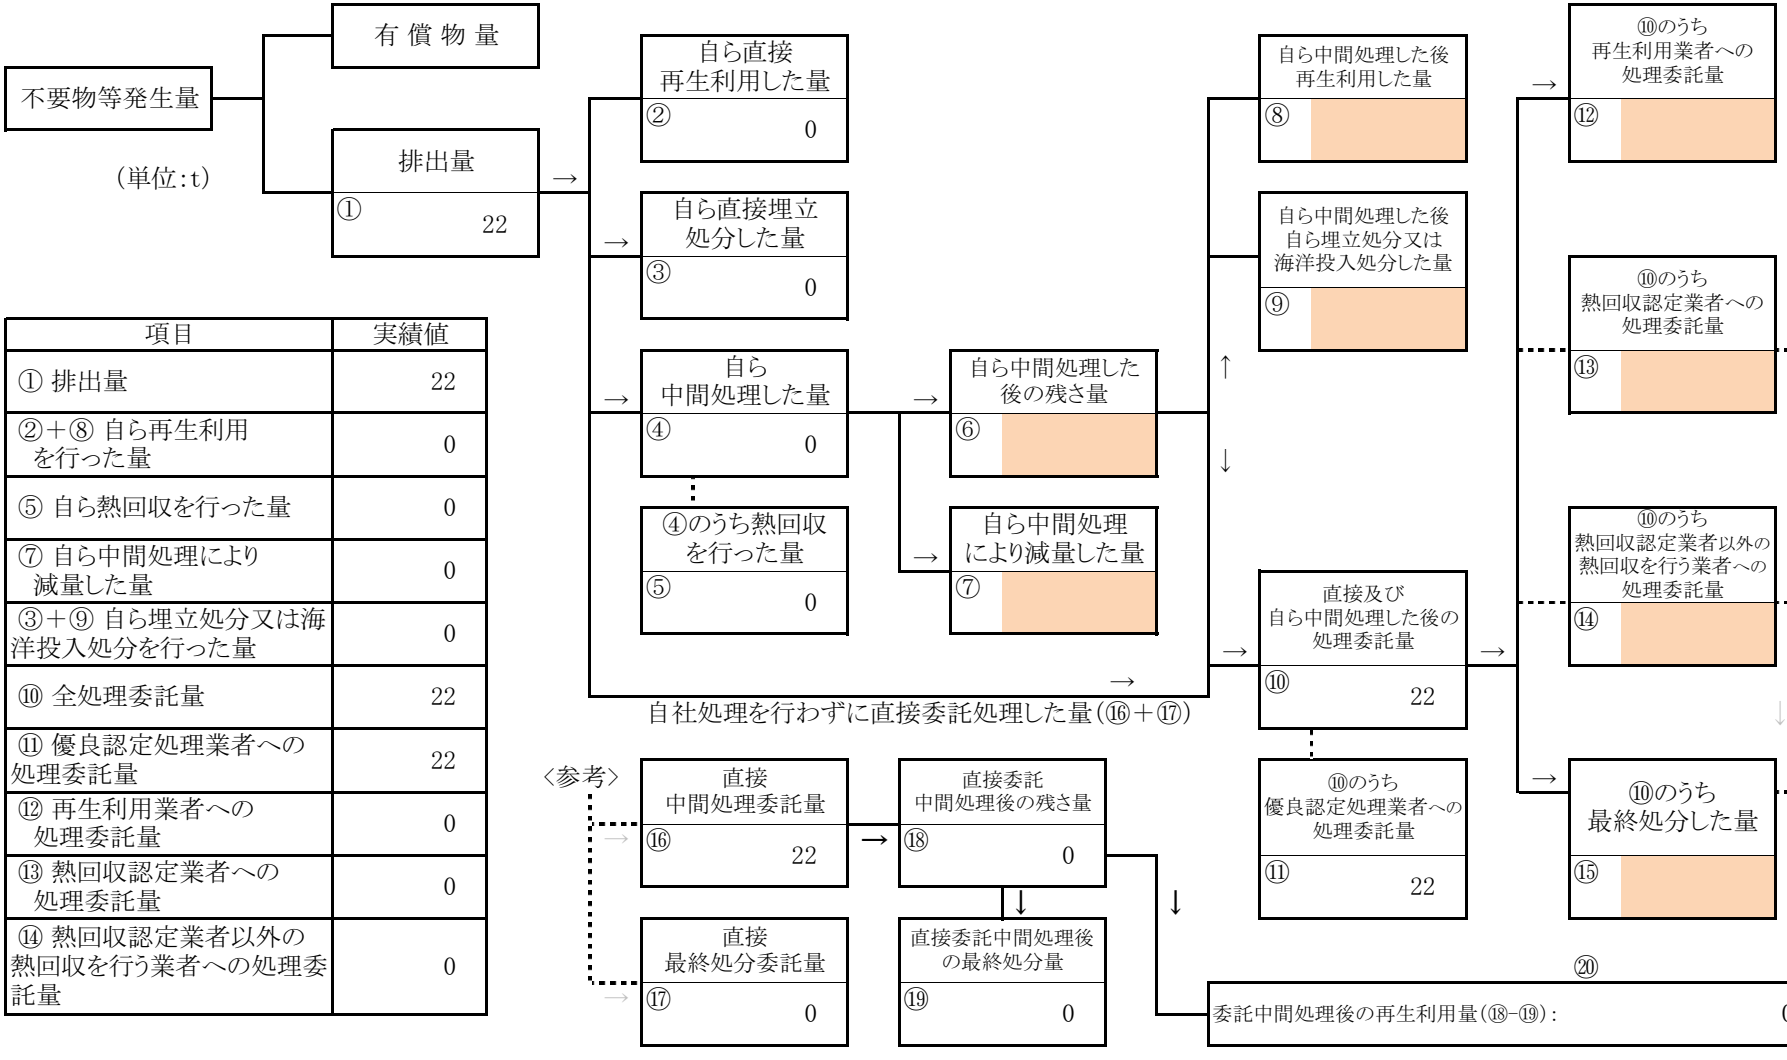 不要物等発生量
(単位:t)
有 償 物 量
排出量
①
22
→
自ら直接
再生利用した量
②
0
→
自ら直接埋立
処分した量
③
0
→
自ら
中間処理した量
④
0
④のうち熱回収
を行った量
⑤
0
→
自ら中間処理した
後の残さ量
⑥
→
自ら中間処理
により減量した量
⑦
↑
↓
自ら中間処理した後
再生利用した量
⑧
自ら中間処理した後
自ら埋立処分又は
海洋投入処分した量
⑨
→
自社処理を行わずに直接委託処理した量(⑯+⑰)
→
直接及び
自ら中間処理した後の
処理委託量
⑩
22
⑩のうち
優良認定処理業者への
処理委託量
⑪
22
→
→
⑩のうち
再生利用業者への
処理委託量
⑫
⑩のうち
熱回収認定業者への
処理委託量
⑬
⑩のうち
熱回収認定業者以外の
熱回収を行う業者への
処理委託量
⑭
↓
→
⑩のうち
最終処分した量
⑮
項目 実績値
① 排出量 22
②+⑧ 自ら再生利用
を行った量 0
⑤ 自ら熱回収を行った量 0
⑦ 自ら中間処理により
減量した量 0
③+⑨ 自ら埋立処分又は海
洋投入処分を行った量 0
⑩ 全処理委託量 22
⑪ 優良認定処理業者への
処理委託量 22
⑫ 再生利用業者への
処理委託量 0
⑬ 熱回収認定業者への
処理委託量 0
⑭ 熱回収認定業者以外の
熱回収を行う業者への処理委
託量 0
<参考>
→
直接
中間処理委託量
⑯
22
→
直接委託
中間処理後の残さ量
⑱
0
↓
↓
→
直接
最終処分委託量
⑰
0
直接委託中間処理後
の最終処分量
⑲
0
⑳
委託中間処理後の再生利用量(⑱-⑲): 0